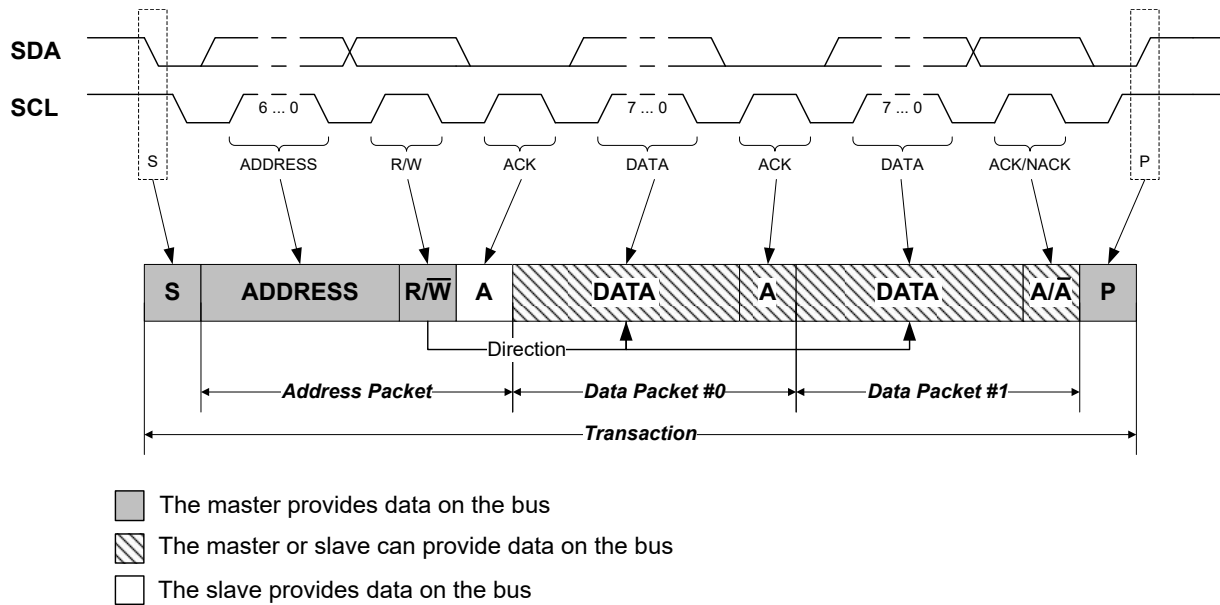 SDA
SCL
6 ... 0
7 ... 0
7 ... 0
S
ADDRESS
R/W
ACK
DATA
ACK
DATA
ACK/NACK
P
S
ADDRESS
R/W̅
A
DATA
A
DATA
A/A̅
P
Direction
Address Packet
Data Packet #0
Data Packet #1
Transaction
The master provides data on the bus
The master or slave can provide data on the bus
The slave provides data on the bus